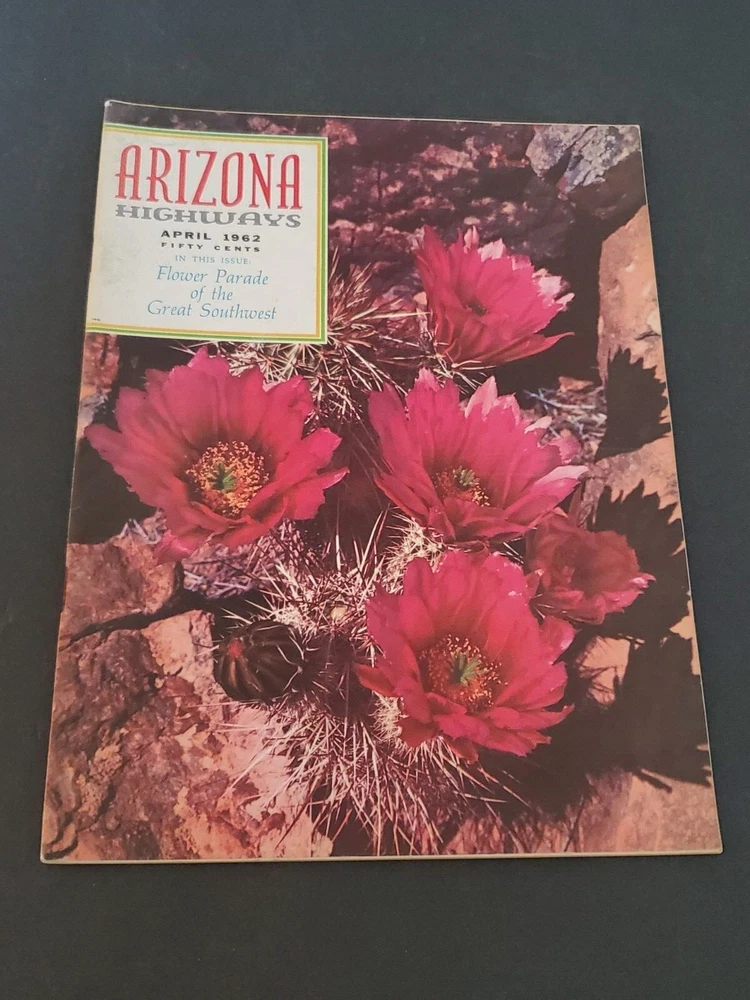 ARIZONA
HIGHWAYS
APRIL 1962
FIFTY CENTS
IN THIS ISSUE:
Flower Parade
of the
Great Southwest